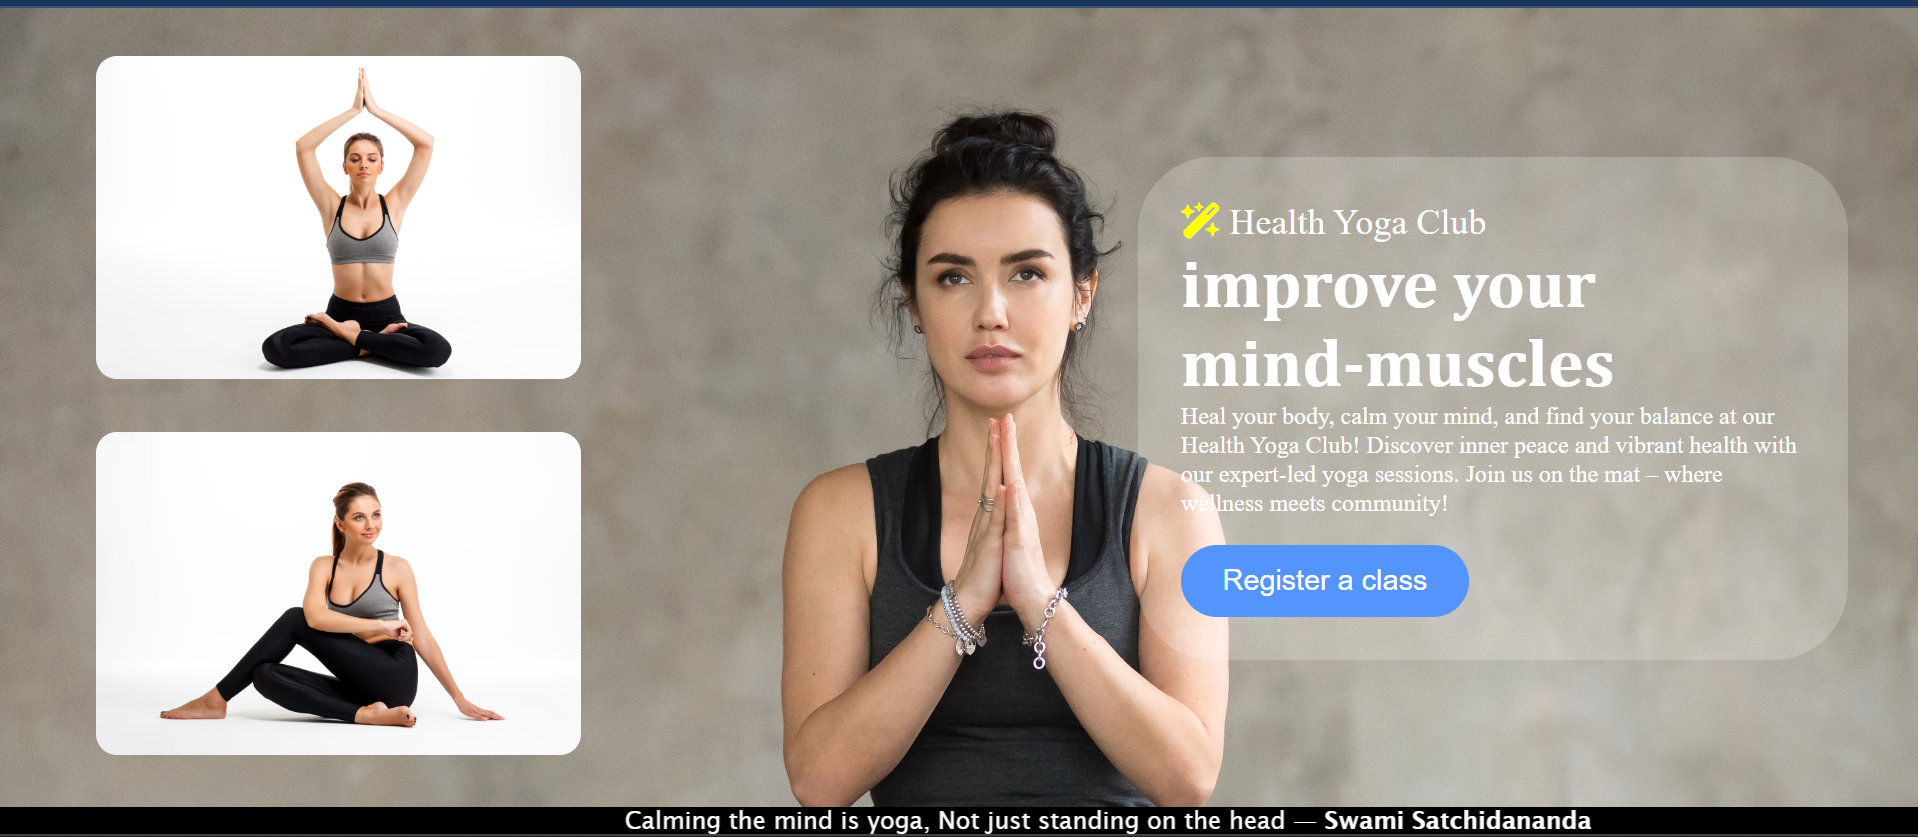 Health Yoga Club
improve your
mind-muscles
Heal your body, calm your mind, and find your balance at our
Health Yoga Club! Discover inner peace and vibrant health with
our expert-led yoga sessions. Join us on the mat – where
wellness meets community!
Register a class
Calming the mind is yoga, Not just standing on the head — Swami Satchidananda